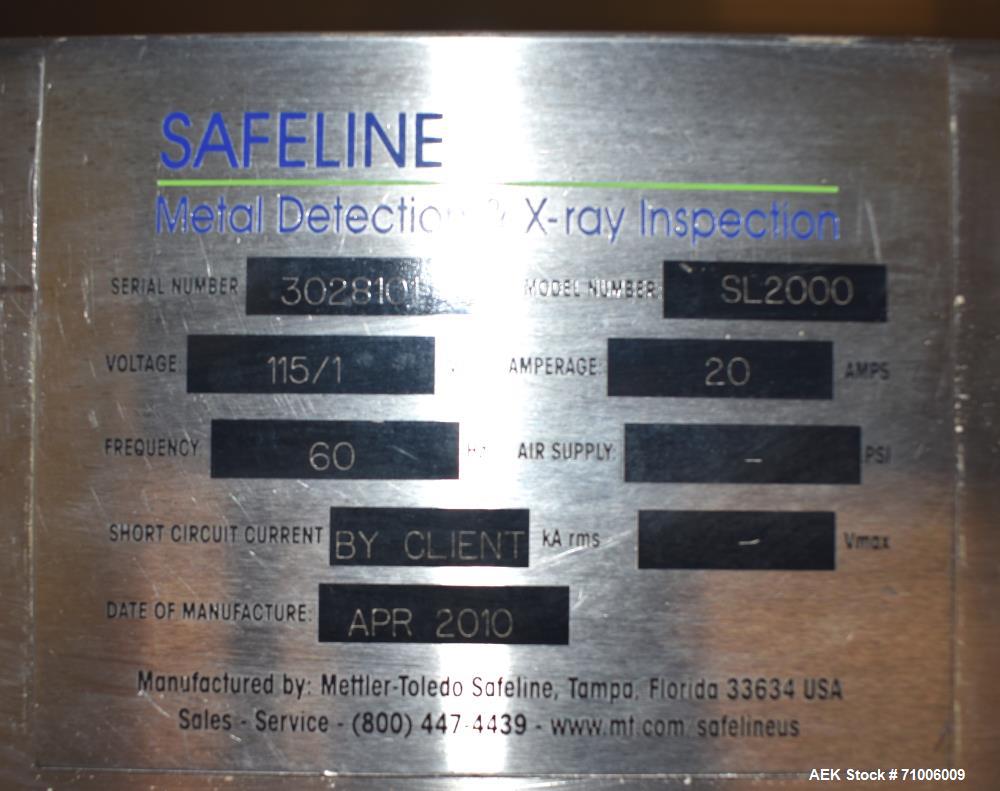 SAFELINE
Metal Detection & X-ray Inspection
SERIAL NUMBER MODEL NUMBER: SL2000
VOLTAGE: 115/1 AMPERAGE: 20 AMPS
FREQUENCY 60 Hz AIR SUPPLY: - PSI
SHORT CIRCUIT CURRENT BY CLIENT kA rms - Vmax
DATE OF MANUFACTURE: APR 2010
Manufactured by: Mettler-Toledo Safeline, Tampa, Florida 33634 USA
Sales - Service - (800) 447-4439 - www.mt.com/safelineus
AEK Stock # 71006009